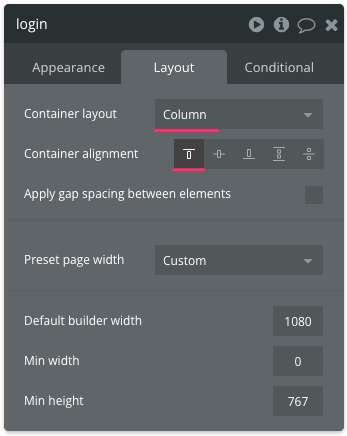 login
Appearance Layout Conditional
Container layout Column
Container alignment
Apply gap spacing between elements
Preset page width Custom
Default builder width 1080
Min width 0
Min height 767